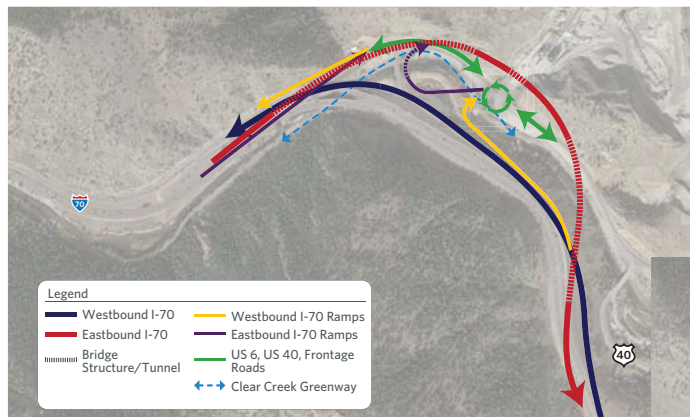 70
40
Legend
Westbound I-70
Eastbound I-70
Bridge
Structure/Tunnel
Westbound I-70 Ramps
Eastbound I-70 Ramps
US 6, US 40, Frontage
Roads
Clear Creek Greenway